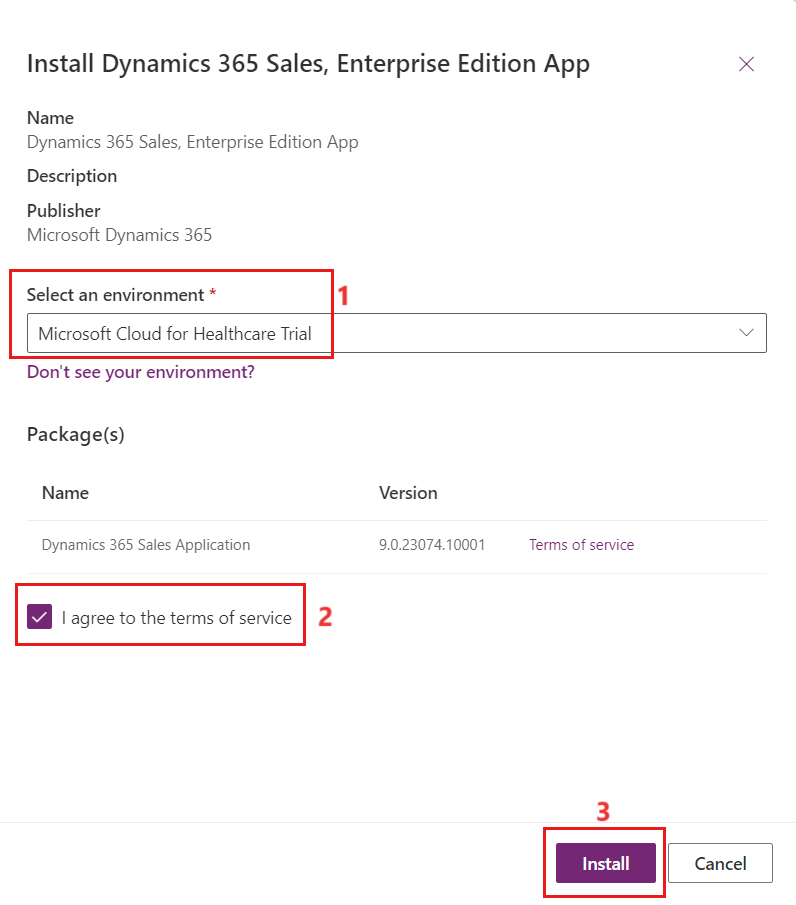 Install Dynamics 365 Sales, Enterprise Edition App
Name
Dynamics 365 Sales, Enterprise Edition App
Description
Publisher
Microsoft Dynamics 365
Select an environment * 1
Microsoft Cloud for Healthcare Trial
Don't see your environment?
Package(s)
Name Version
Dynamics 365 Sales Application 9.0.23074.10001 Terms of service
I agree to the terms of service 2
3
Install Cancel